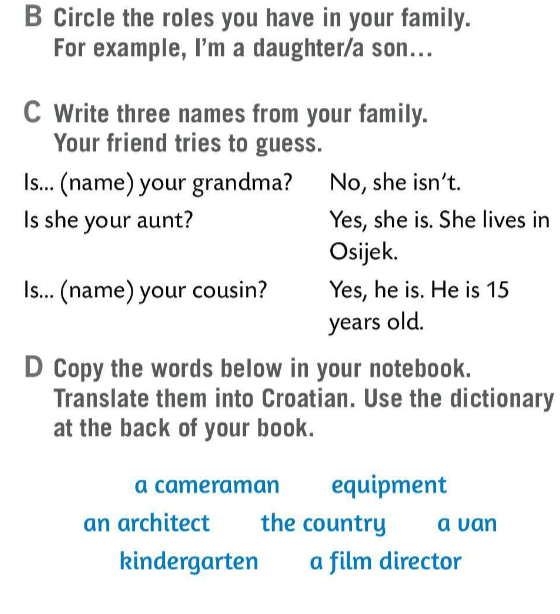 B Circle the roles you have in your family.
For example, I'm a daughter/a son...
C Write three names from your family.
Your friend tries to guess.
Is... (name) your grandma? No, she isn't.
Is she your aunt? Yes, she is. She lives in
Osijek.
Is... (name) your cousin? Yes, he is. He is 15
years old.
D Copy the words below in your notebook.
Translate them into Croatian. Use the dictionary
at the back of your book.
a cameraman equipment
an architect the country a van
kindergarten a film director